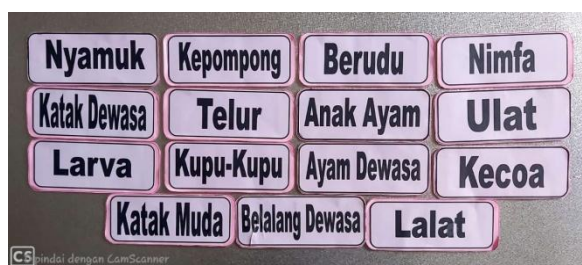 Nyamuk Kepompong Berudu Nimfa
Katak Dewasa Telur Anak Ayam Ulat
Larva Kupu-Kupu Ayam Dewasa Kecoa
Katak Muda Belalang Dewasa Lalat
CS pindai dengan CamScanner